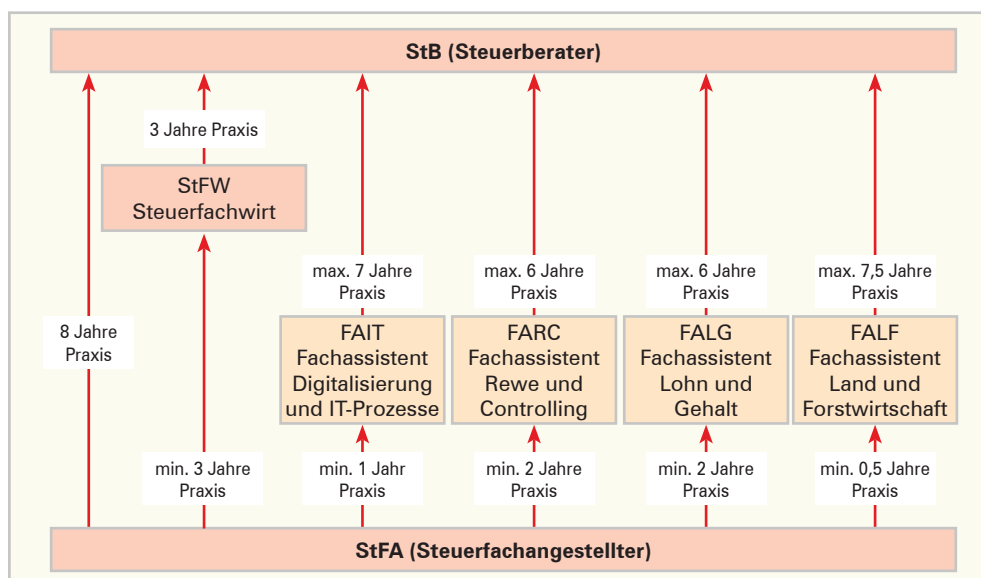 StB (Steuerberater)
3 Jahre Praxis
StFW
Steuerfachwirt
8 Jahre
Praxis
max. 7 Jahre
Praxis
max. 6 Jahre
Praxis
max. 6 Jahre
Praxis
max. 7,5 Jahre
Praxis
FAIT
Fachassistent
Digitalisierung
und IT-Prozesse
FARC
Fachassistent
Rewe und
Controlling
FALG
Fachassistent
Lohn und
Gehalt
FALF
Fachassistent
Land und
Forstwirtschaft
min. 3 Jahre
Praxis
min. 1 Jahr
Praxis
min. 2 Jahre
Praxis
min. 2 Jahre
Praxis
min. 0,5 Jahre
Praxis
StFA (Steuerfachangestellter)